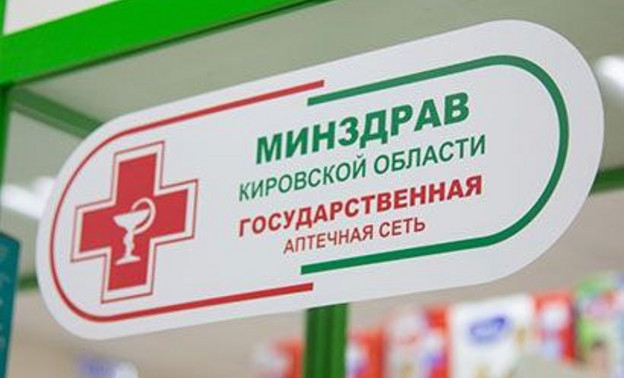 МИНЗДРАВ
КИРОВСКОЙ ОБЛАСТИ
ГОСУДАРСТВЕННАЯ
АПТЕЧНАЯ СЕТЬ